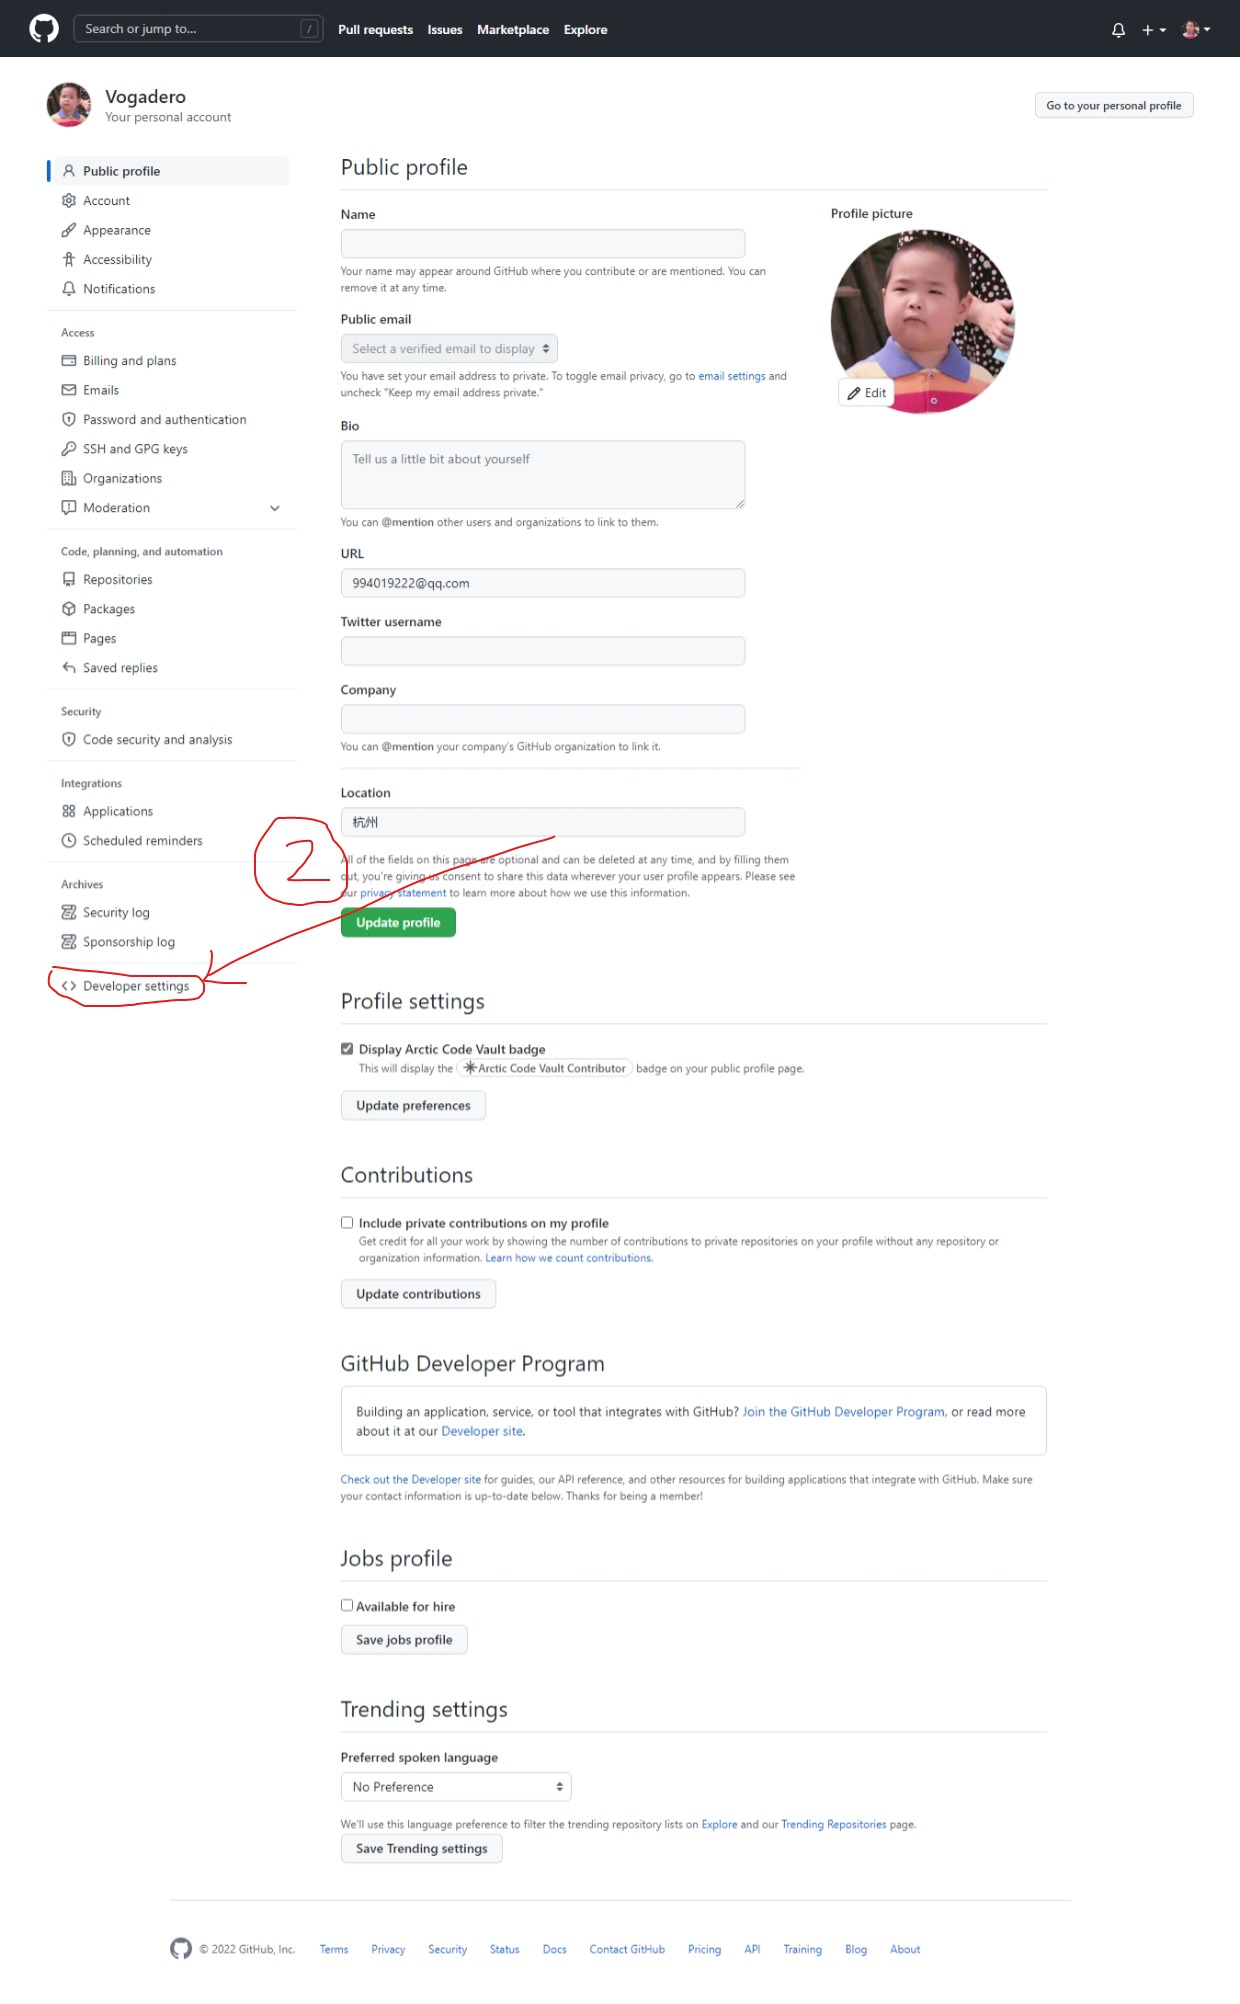 Search or jump to...
/
Pull requests
Issues
Marketplace
Explore
Vogadero
Your personal account
Go to your personal profile
Public profile
Account
Appearance
Accessibility
Notifications
Access
Billing and plans
Emails
Password and authentication
SSH and GPG keys
Organizations
Moderation
Code, planning, and automation
Repositories
Packages
Pages
Saved replies
Security
Code security and analysis
Integrations
Applications
Scheduled reminders
Archives
Security log
Sponsorship log
Developer settings
2
Public profile
Name
Your name may appear around GitHub where you contribute or are mentioned. You can
remove it at any time.
Public email
Select a verified email to display
You have set your email address to private. To toggle email privacy, go to email settings and
uncheck "Keep my email address private."
Bio
Tell us a little bit about yourself
You can @mention other users and organizations to link to them.
URL
994019222@qq.com
Twitter username
Company
You can @mention your company's GitHub organization to link it.
Location
杭州
All of the fields on this page are optional and can be deleted at any time, and by filling them
out, you're giving us consent to share this data wherever your user profile appears. Please see
our privacy statement to learn more about how we use this information.
Update profile
Profile picture
Edit
Profile settings
Display Arctic Code Vault badge
This will display the Arctic Code Vault Contributor badge on your public profile page.
Update preferences
Contributions
Include private contributions on my profile
Get credit for all your work by showing the number of contributions to private repositories on your profile without any repository or
organization information. Learn how we count contributions.
Update contributions
GitHub Developer Program
Building an application, service, or tool that integrates with GitHub? Join the GitHub Developer Program, or read more
about it at our Developer site.
Check out the Developer site for guides, our API reference, and other resources for building applications that integrate with GitHub. Make sure
your contact information is up-to-date below. Thanks for being a member!
Jobs profile
Available for hire
Save jobs profile
Trending settings
Preferred spoken language
No Preference
We'll use this language preference to filter the trending repository lists on Explore and our Trending Repositories page.
Save Trending settings
© 2022 GitHub, Inc.
Terms
Privacy
Security
Status
Docs
Contact GitHub
Pricing
API
Training
Blog
About